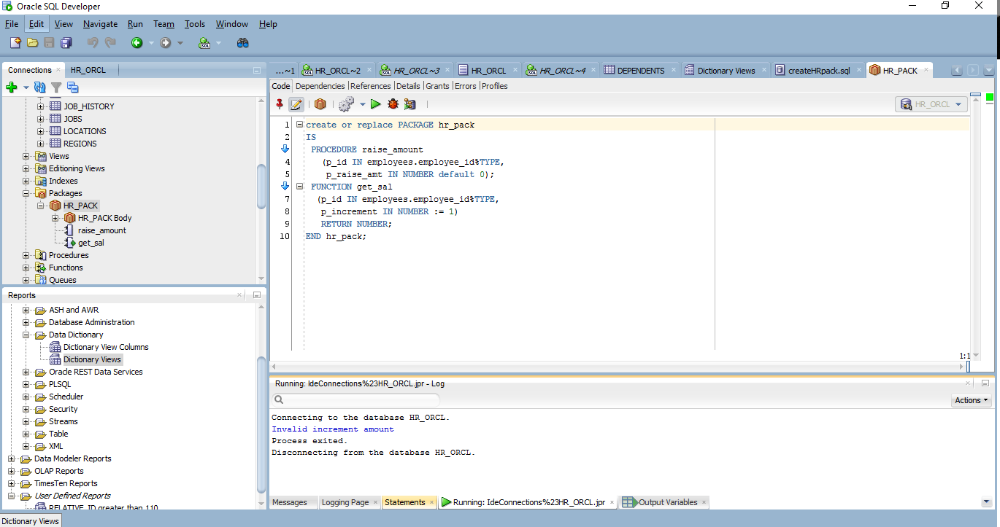 Oracle SQL Developer
File Edit View Navigate Run Team Tools Window Help
Connections HR_ORCL
JOB_HISTORY
JOBS
LOCATIONS
REGIONS
Views
Editioning Views
Indexes
Packages
HR_PACK
HR_PACK Body
raise_amount
get_sal
Procedures
Functions
Queues
Reports
ASH and AWR
Database Administration
Data Dictionary
Dictionary View Columns
Dictionary Views
Oracle REST Data Services
PLSQL
Scheduler
Security
Streams
Table
XML
Data Modeler Reports
OLAP Reports
TimesTen Reports
User Defined Reports
RELATIVE_ID greater than 110
Dictionary Views
...~1 HR_ORCL~2 HR_ORCL~3 HR_ORCL HR_ORCL~4 DEPENDENTS Dictionary Views createHRpack.sql HR_PACK
Code Dependencies References Details Grants Errors Profiles
HR_ORCL
1 create or replace PACKAGE hr_pack
2 IS
PROCEDURE raise_amount
4 (p_id IN employees.employee_id%TYPE,
5 p_raise_amt IN NUMBER default 0);
FUNCTION get_sal
7 (p_id IN employees.employee_id%TYPE,
8 p_increment IN NUMBER := 1)
9 RETURN NUMBER;
10 END hr_pack;
1:1
Running: IdeConnections%23HR_ORCL.jpr - Log
Actions
Connecting to the database HR_ORCL.
Invalid increment amount
Process exited.
Disconnecting from the database HR_ORCL.
Messages Logging Page Statements Running: IdeConnections%23HR_ORCL.jpr Output Variables